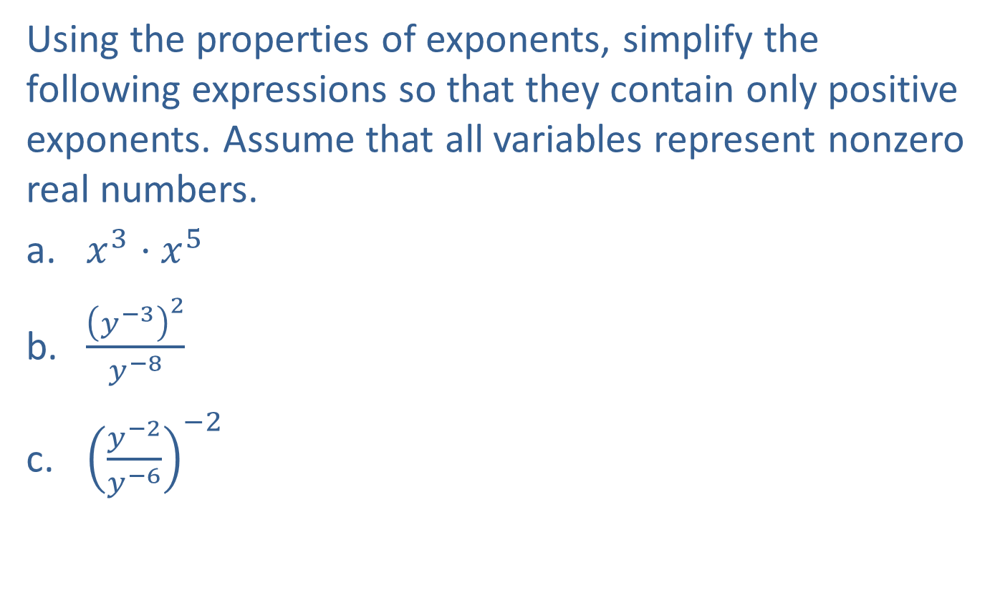 Using the properties of exponents, simplify the
following expressions so that they contain only positive
exponents. Assume that all variables represent nonzero
real numbers.
a. $x^3 \cdot x^5$
b. $\frac{(y^{-3})^2}{y^{-8}}$
c. $\left(\frac{y^{-2}}{y^{-6}}\right)^{-2}$